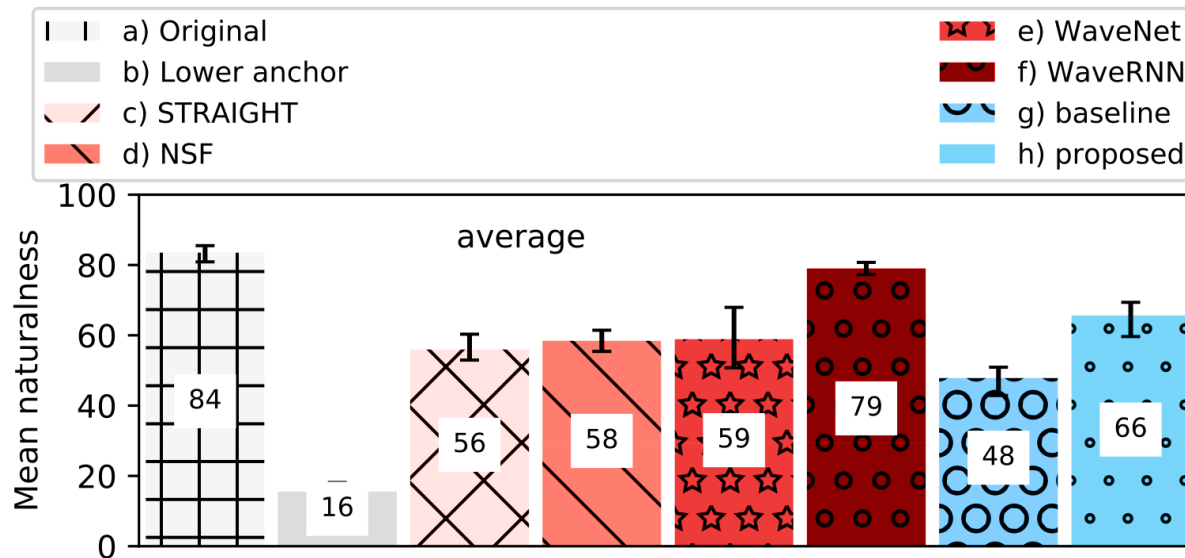 a) Original
b) Lower anchor
c) STRAIGHT
d) NSF
e) WaveNet
f) WaveRNN
g) baseline
h) proposed
Mean naturalness
100
80
60
40
20
0
average
84
16
56
58
59
79
48
66